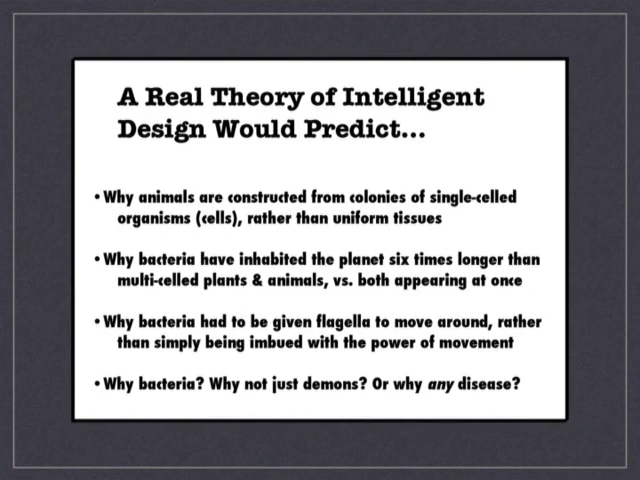 A Real Theory of Intelligent
Design Would Predict...
• Why animals are constructed from colonies of single-celled
organisms (cells), rather than uniform tissues
• Why bacteria have inhabited the planet six times longer than
multi-celled plants & animals, vs. both appearing at once
• Why bacteria had to be given flagella to move around, rather
than simply being imbued with the power of movement
• Why bacteria? Why not just demons? Or why any disease?